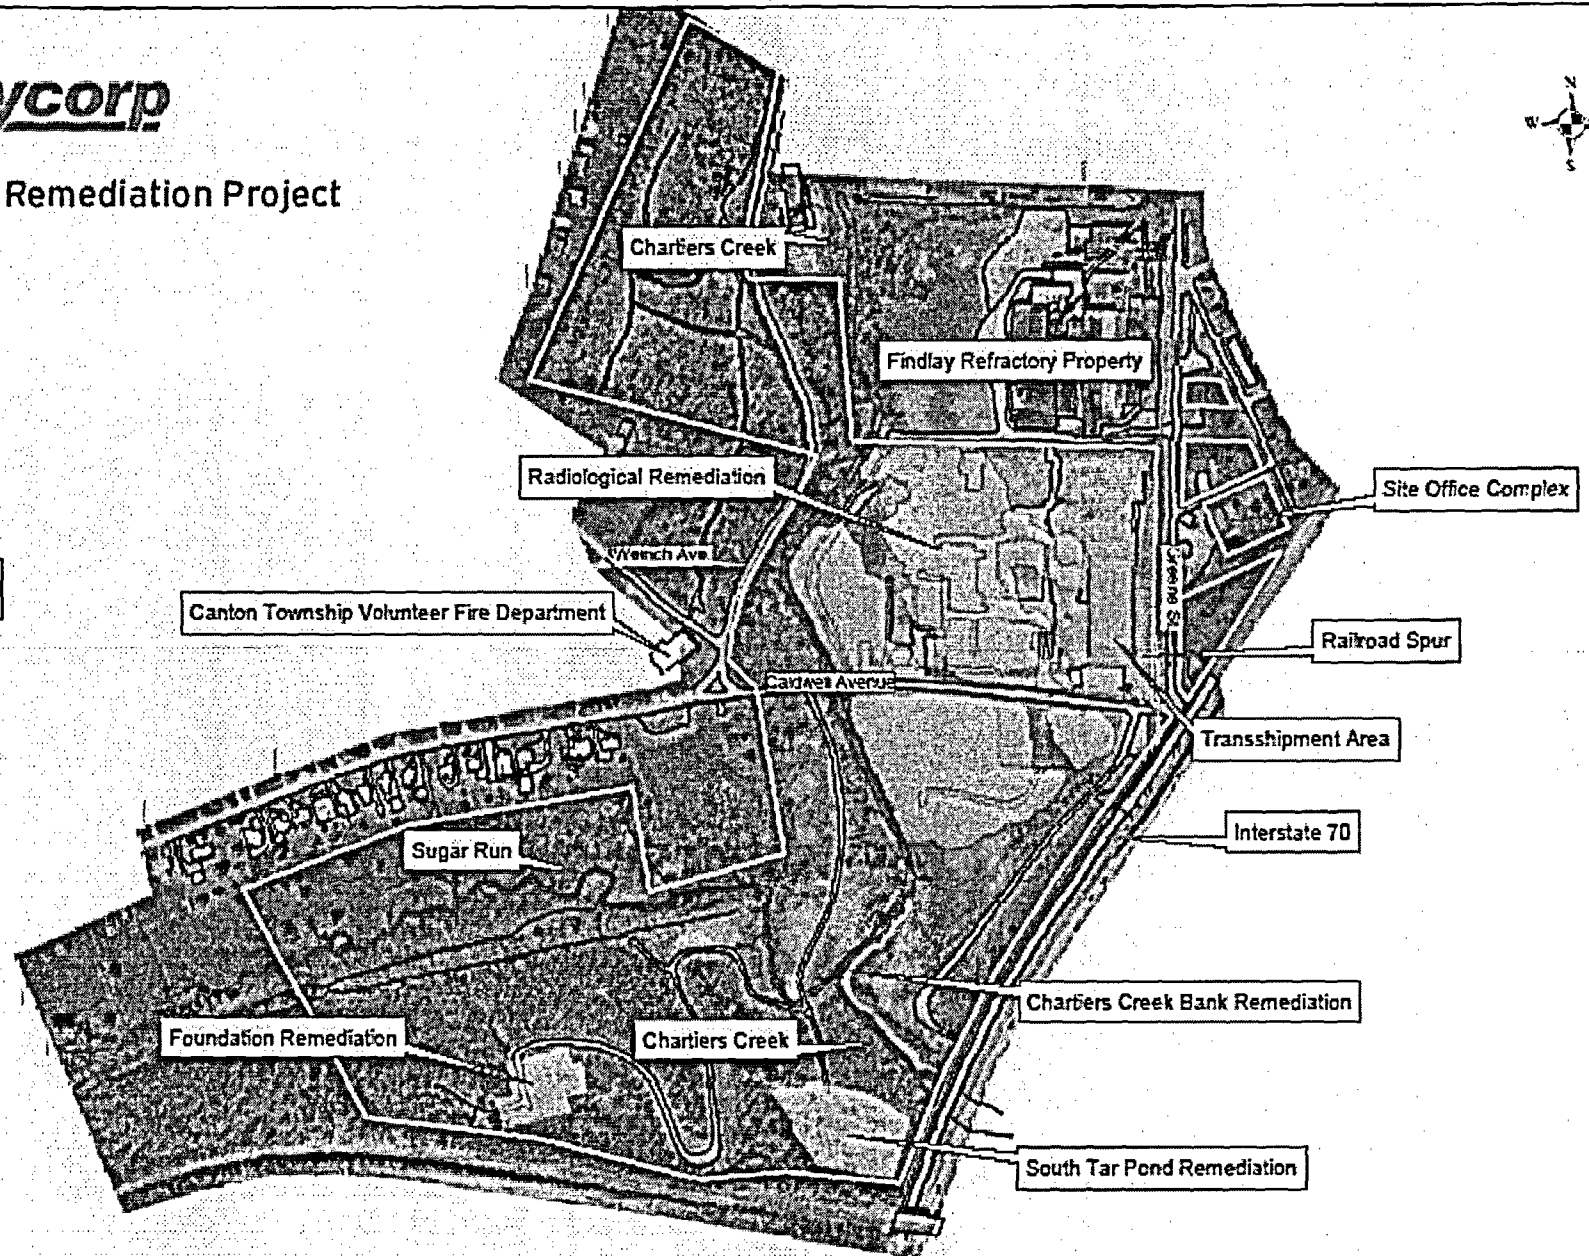 ycorp
Remediation Project
N
W
S
Chartiers Creek
Findlay Refractory Property
Radiological Remediation
Site Office Complex
Ave
Greene St.
Canton Township Volunteer Fire Department
Railroad Spur
Caldwell Avenue
Transshipment Area
Interstate 70
Sugar Run
Chartiers Creek Bank Remediation
Foundation Remediation
Chartiers Creek
South Tar Pond Remediation